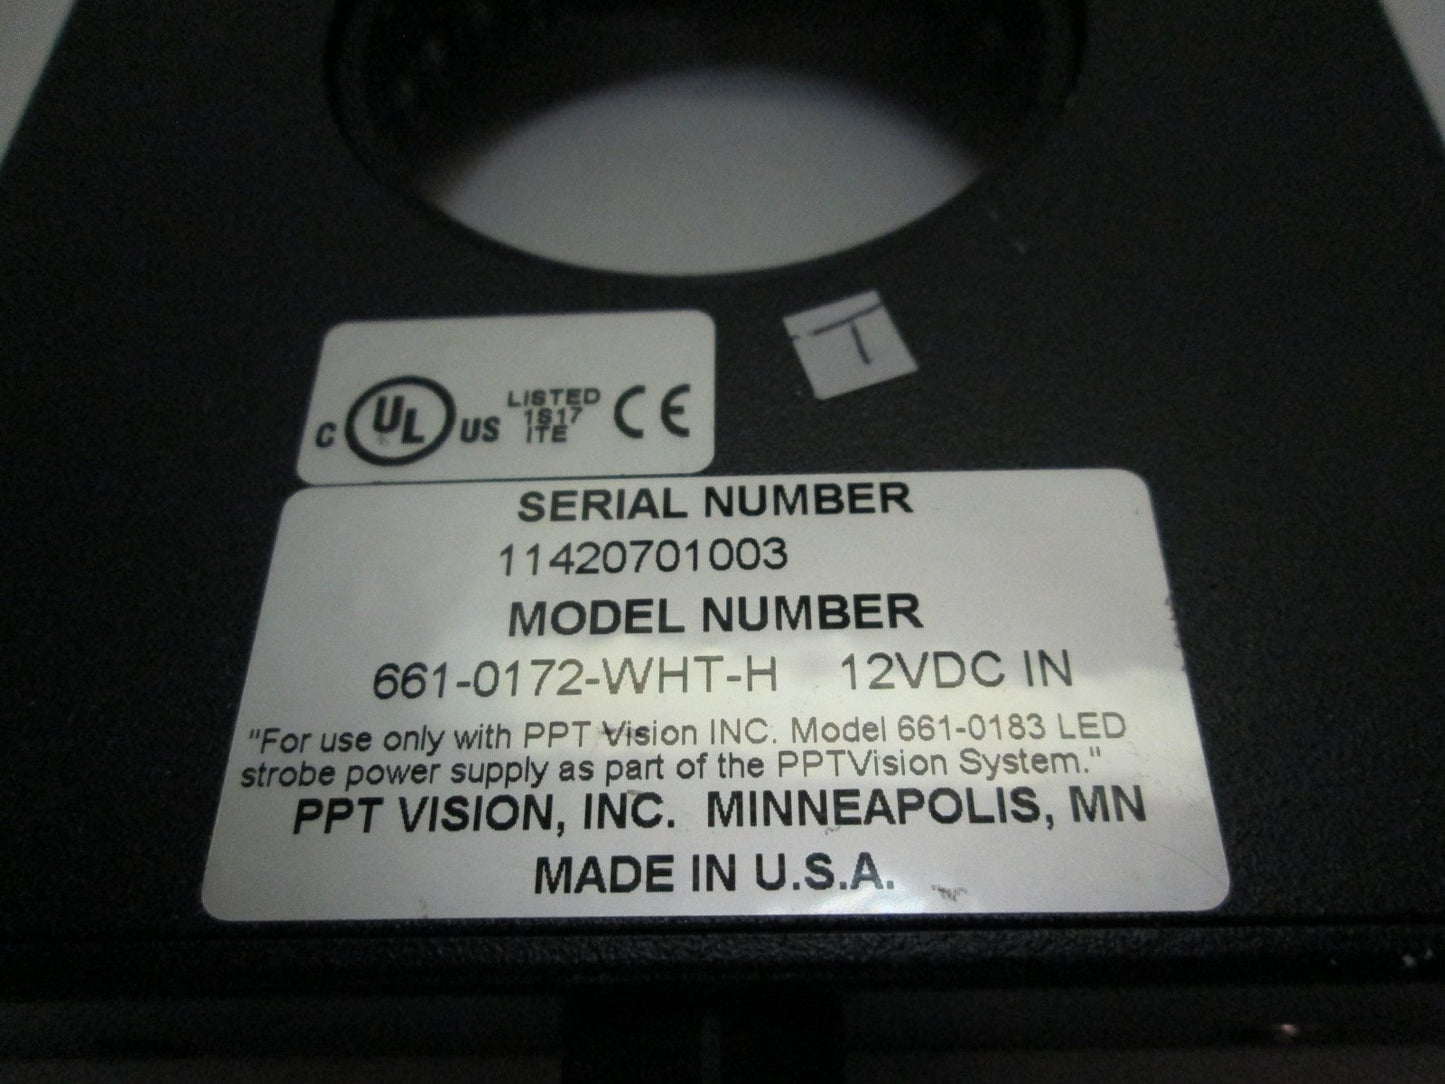 T
C UL US LISTED 1S17 ITE CE
SERIAL NUMBER
11420701003
MODEL NUMBER
661-0172-WHT-H 12VDC IN
"For use only with PPT Vision INC. Model 661-0183 LED
strobe power supply as part of the PPTVision System."
PPT VISION, INC. MINNEAPOLIS, MN
MADE IN U.S.A.